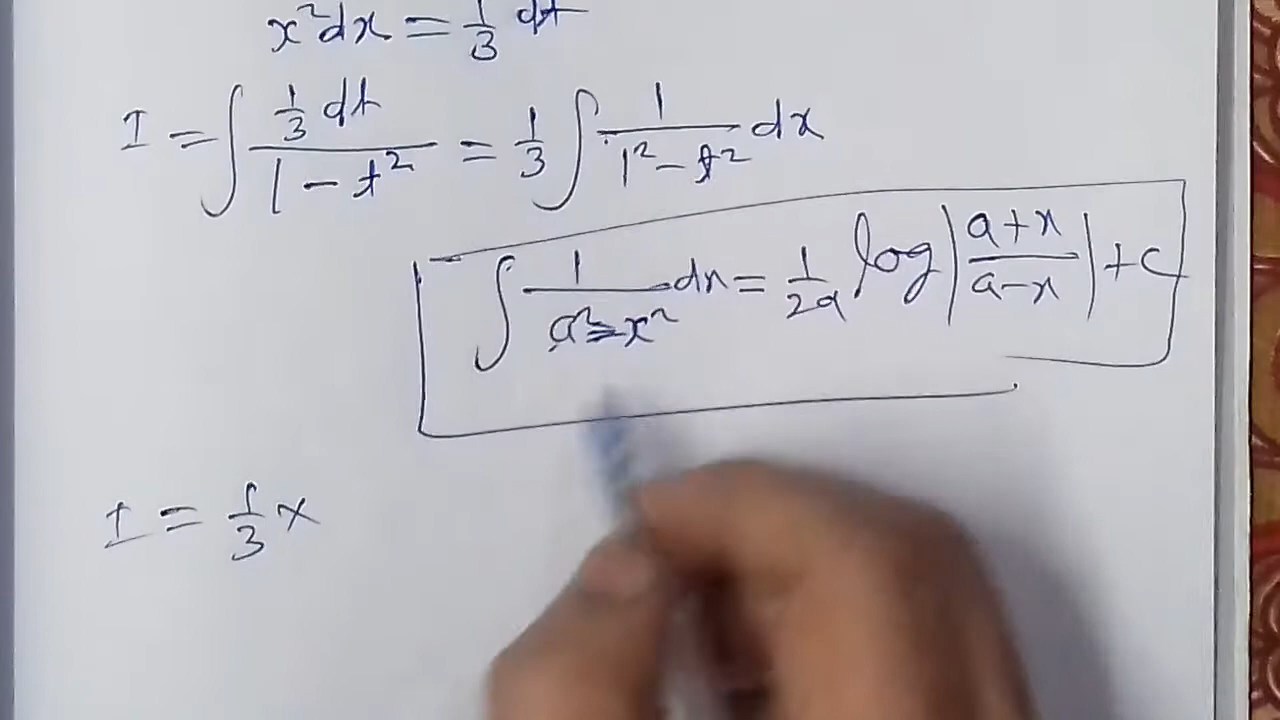 x²dx = 1/3 dt
I = ∫ (1/3 dt)/(1 - t²) = 1/3 ∫ 1/(1² - t²) dx
∫ 1/(a² - x²) dx = 1/2a log |(a+x)/(a-x)| + c
I = 1/3 ×